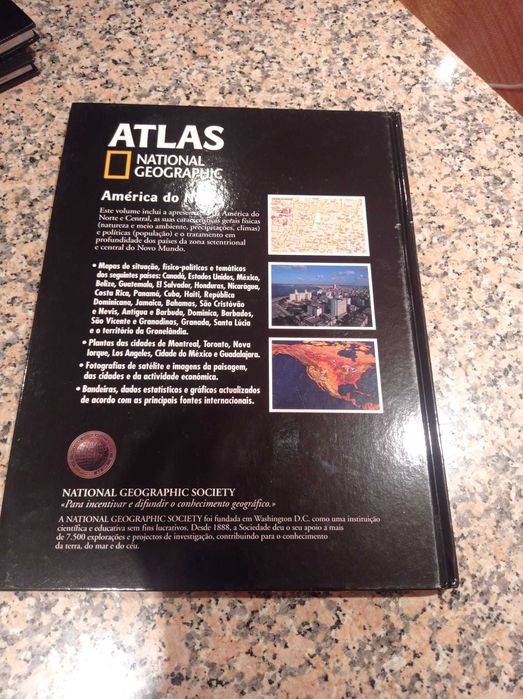 ATLAS
NATIONAL
GEOGRAPHIC
América do
Este volume inclui a da América do
Norte e Central, as suas características gerais físicas
(natureza e meio ambiente, precipitações, climas)
e políticas (população) e o tratamento em
profundidade dos países da zona setentrional
e central do Novo Mundo.
• Mapas de situação, físico-políticos e temáticos
dos seguintes países: Canadá, Estados Unidos, México,
Belize, Guatemala, El Salvador, Honduras, Nicarágua,
Costa Rica, Panamá, Cuba, Haiti, República
Dominicana, Jamaica, Bahamas, São Cristóvão
e Nevis, Antígua e Barbuda, Dominica, Barbados,
São Vicente e Granadinas, Granada, Santa Lúcia
e o território da Gronelândia.
• Plantas das cidades de Montreal, Toronto, Nova
Iorque, Los Angeles, Cidade do México e Guadalajara.
• Fotografias de satélite e imagens da paisagem,
das cidades e da actividade económica.
• Bandeiras, dados estatísticos e gráficos actualizados
de acordo com as principais fontes internacionais.
NATIONAL GEOGRAPHIC SOCIETY
«Para incentivar e difundir o conhecimento geográfico.»
A NATIONAL GEOGRAPHIC SOCIETY foi fundada em Washington D.C. como uma instituição
científica e educativa sem fins lucrativos. Desde 1888, a Sociedade deu o seu apoio a mais
de 7.500 explorações e projectos de investigação, contribuindo para o conhecimento
da terra, do mar e do céu.